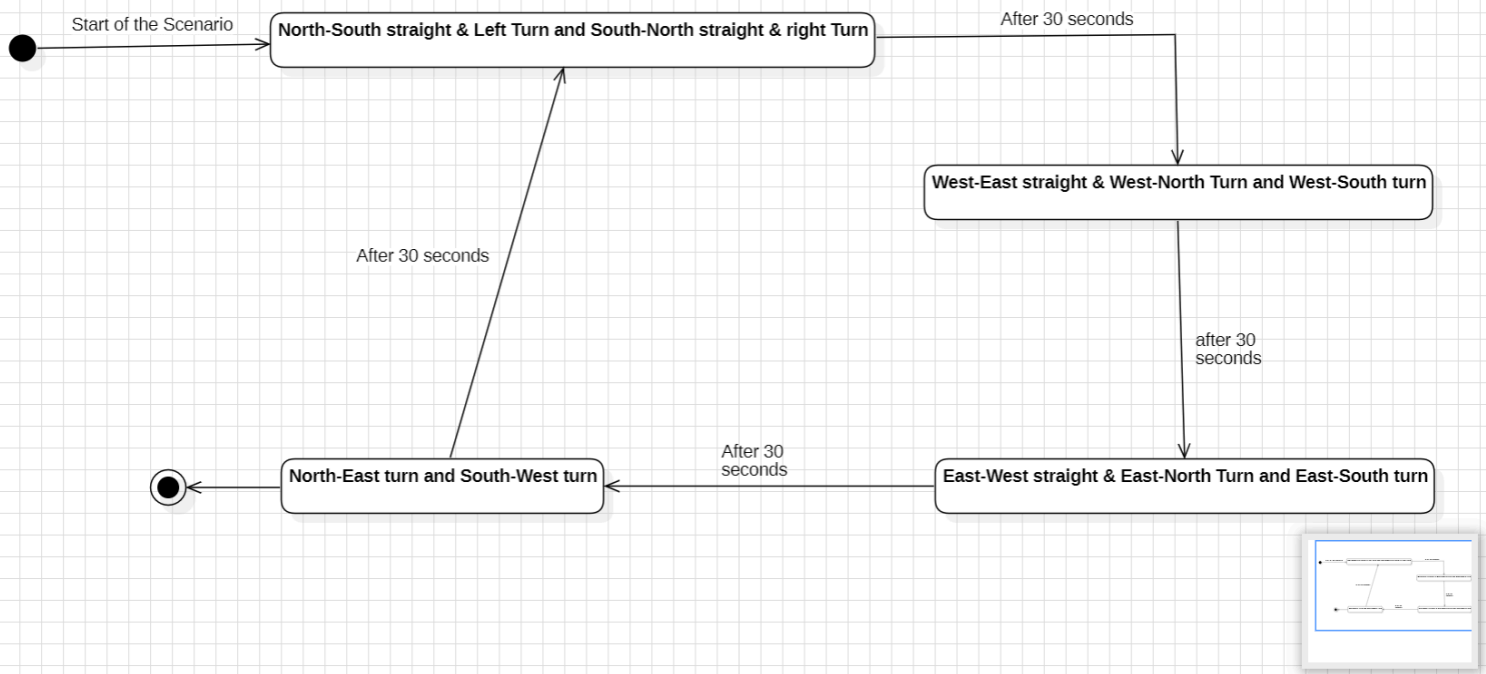 Start of the Scenario
North-South straight & Left Turn and South-North straight & right Turn
After 30 seconds
West-East straight & West-North Turn and West-South turn
After 30 seconds
after 30
seconds
After 30
seconds
North-East turn and South-West turn
East-West straight & East-North Turn and East-South turn